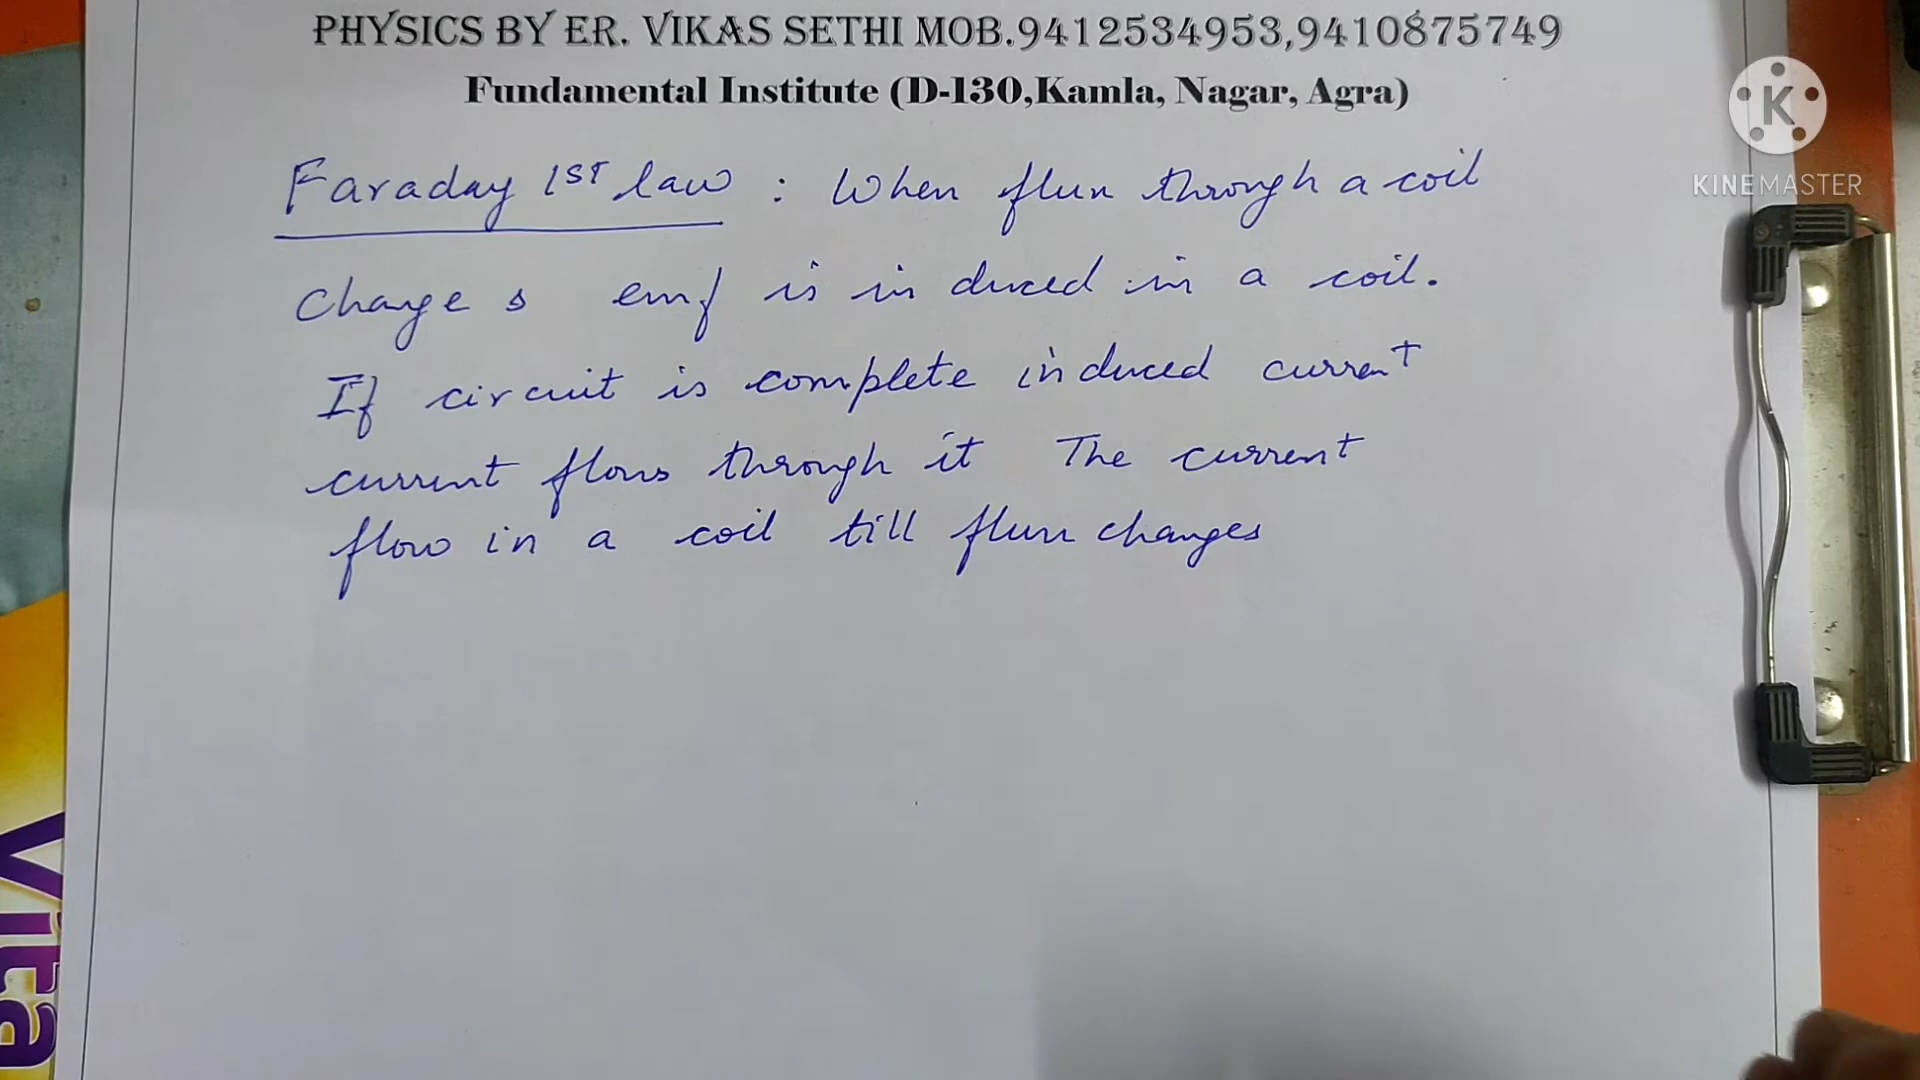 PHYSICS BY ER. VIKAS SETHI MOB.9412534953,9410875749
Fundamental Institute (D-130,Kamla, Nagar, Agra)
K
KINEMASTER
Faraday 1ST law : When flux through a coil
changes emf is induced in a coil.
If circuit is complete induced current
current flows through it The current
flow in a coil till flux changes
Vita